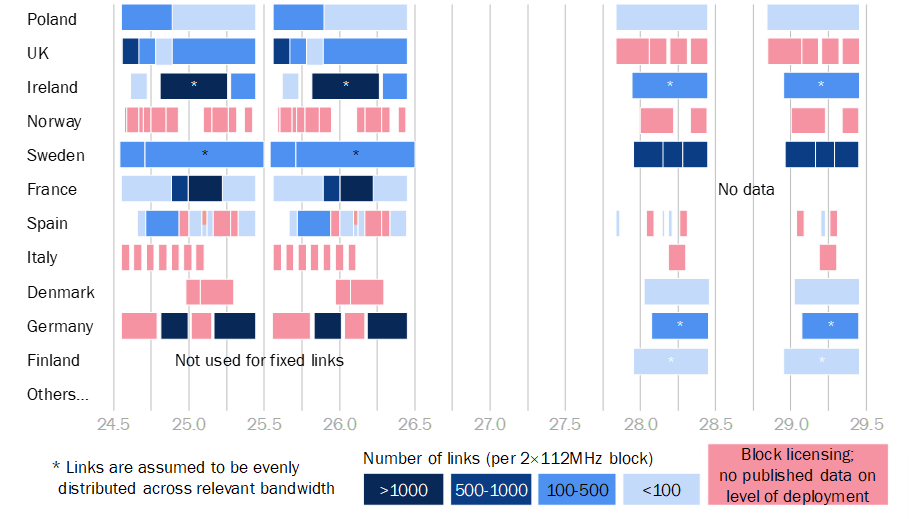 Poland
UK
Ireland * * * *
Norway
Sweden * *
France No data
Spain
Italy
Denmark
Germany * *
Finland Not used for fixed links * *
Others...
24.5 25.0 25.5 26.0 26.5 27.0 27.5 28.0 28.5 29.0 29.5
* Links are assumed to be evenly
distributed across relevant bandwidth
Number of links (per 2×112MHz block)
>1000 500-1000 100-500 <100
Block licensing;
no published data on
level of deployment